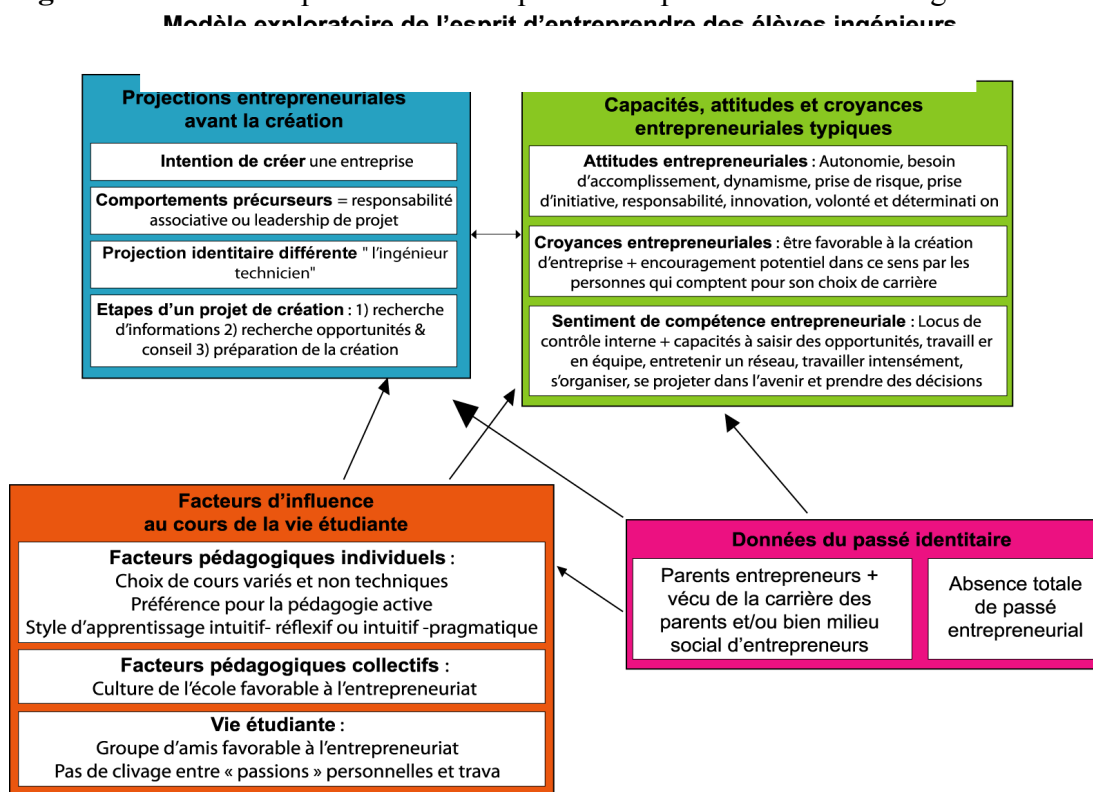 Modèle exploratoire de l'esprit d'entreprendre des élèves ingénieurs
Projections entrepreneuriales
avant la création
Intention de créer une entreprise
Comportements précurseurs = responsabilité
associative ou leadership de projet
Projection identitaire différente " l'ingénieur
technicien"
Etapes d'un projet de création : 1) recherche
d'informations 2) recherche opportunités &
conseil 3) préparation de la création
Capacités, attitudes et croyances
entrepreneuriales typiques
Attitudes entrepreneuriales : Autonomie, besoin
d'accomplissement, dynamisme, prise de risque, prise
d'initiative, responsabilité, innovation, volonté et déterminati on
Croyances entrepreneuriales : être favorable à la création
d'entreprise + encouragement potentiel dans ce sens par les
personnes qui comptent pour son choix de carrière
Sentiment de compétence entrepreneuriale : Locus de
contrôle interne + capacités à saisir des opportunités, travaill er
en équipe, entretenir un réseau, travailler intensément,
s'organiser, se projeter dans l'avenir et prendre des décisions
Facteurs d'influence
au cours de la vie étudiante
Facteurs pédagogiques individuels :
Choix de cours variés et non techniques
Préférence pour la pédagogie active
Style d'apprentissage intuitif- réflexif ou intuitif -pragmatique
Facteurs pédagogiques collectifs :
Culture de l'école favorable à l'entrepreneuriat
Vie étudiante :
Groupe d'amis favorable à l'entrepreneuriat
Pas de clivage entre « passions » personnelles et trava
Données du passé identitaire
Parents entrepreneurs +
vécu de la carrière des
parents et/ou bien milieu
social d'entrepreneurs
Absence totale
de passé
entrepreneurial